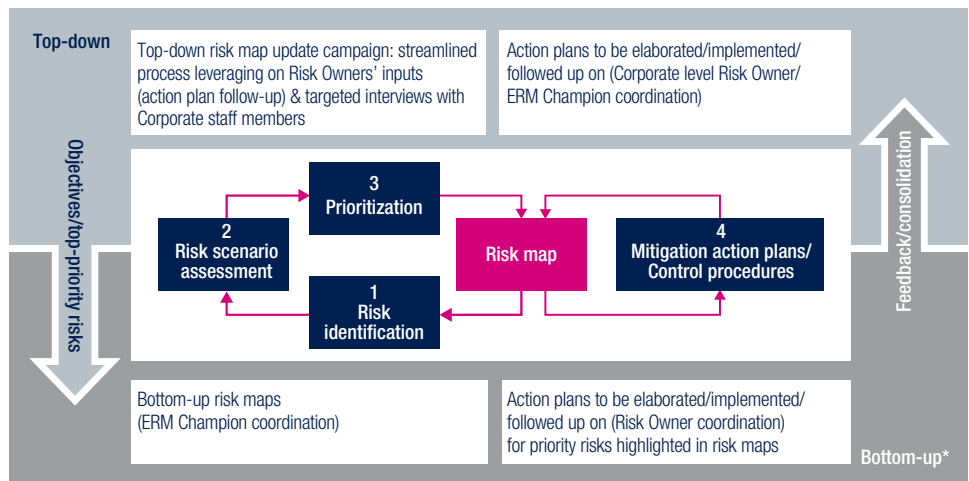 Top-down
Top-down risk map update campaign: streamlined
process leveraging on Risk Owners’ inputs
(action plan follow-up) & targeted interviews with
Corporate staff members
Action plans to be elaborated/implemented/
followed up on (Corporate level Risk Owner/
ERM Champion coordination)
Objectives/top-priority risks
3
Prioritization
2
Risk scenario
assessment
Risk map
4
Mitigation action plans/
Control procedures
1
Risk
identification
Feedback/consolidation
Bottom-up risk maps
(ERM Champion coordination)
Action plans to be elaborated/implemented/
followed up on (Risk Owner coordination)
for priority risks highlighted in risk maps
Bottom-up*